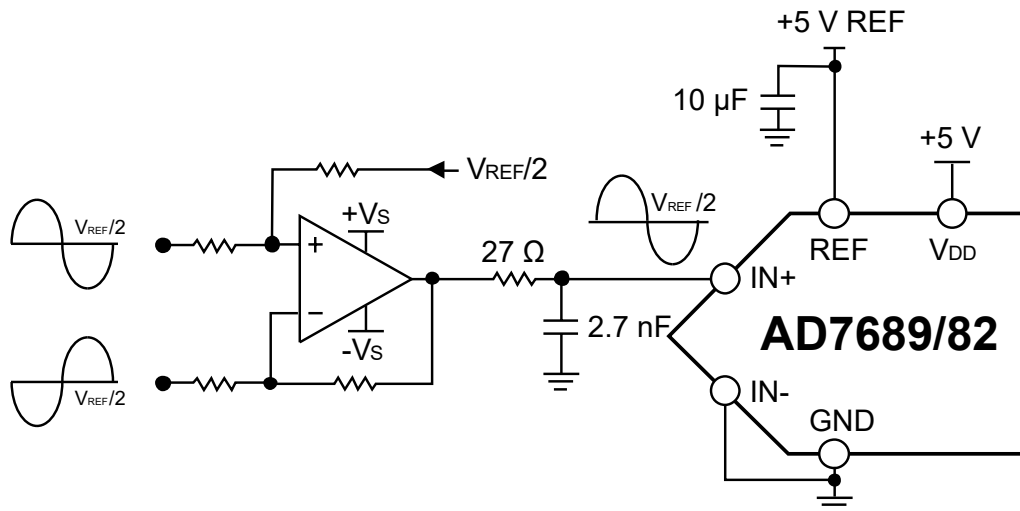 +5 V REF
10 µF
+5 V
VREF/2
VREF/2
VREF/2
+VS
+
27 Ω
REF
VDD
IN+
−
-VS
2.7 nF
AD7689/82
VREF/2
IN-
GND